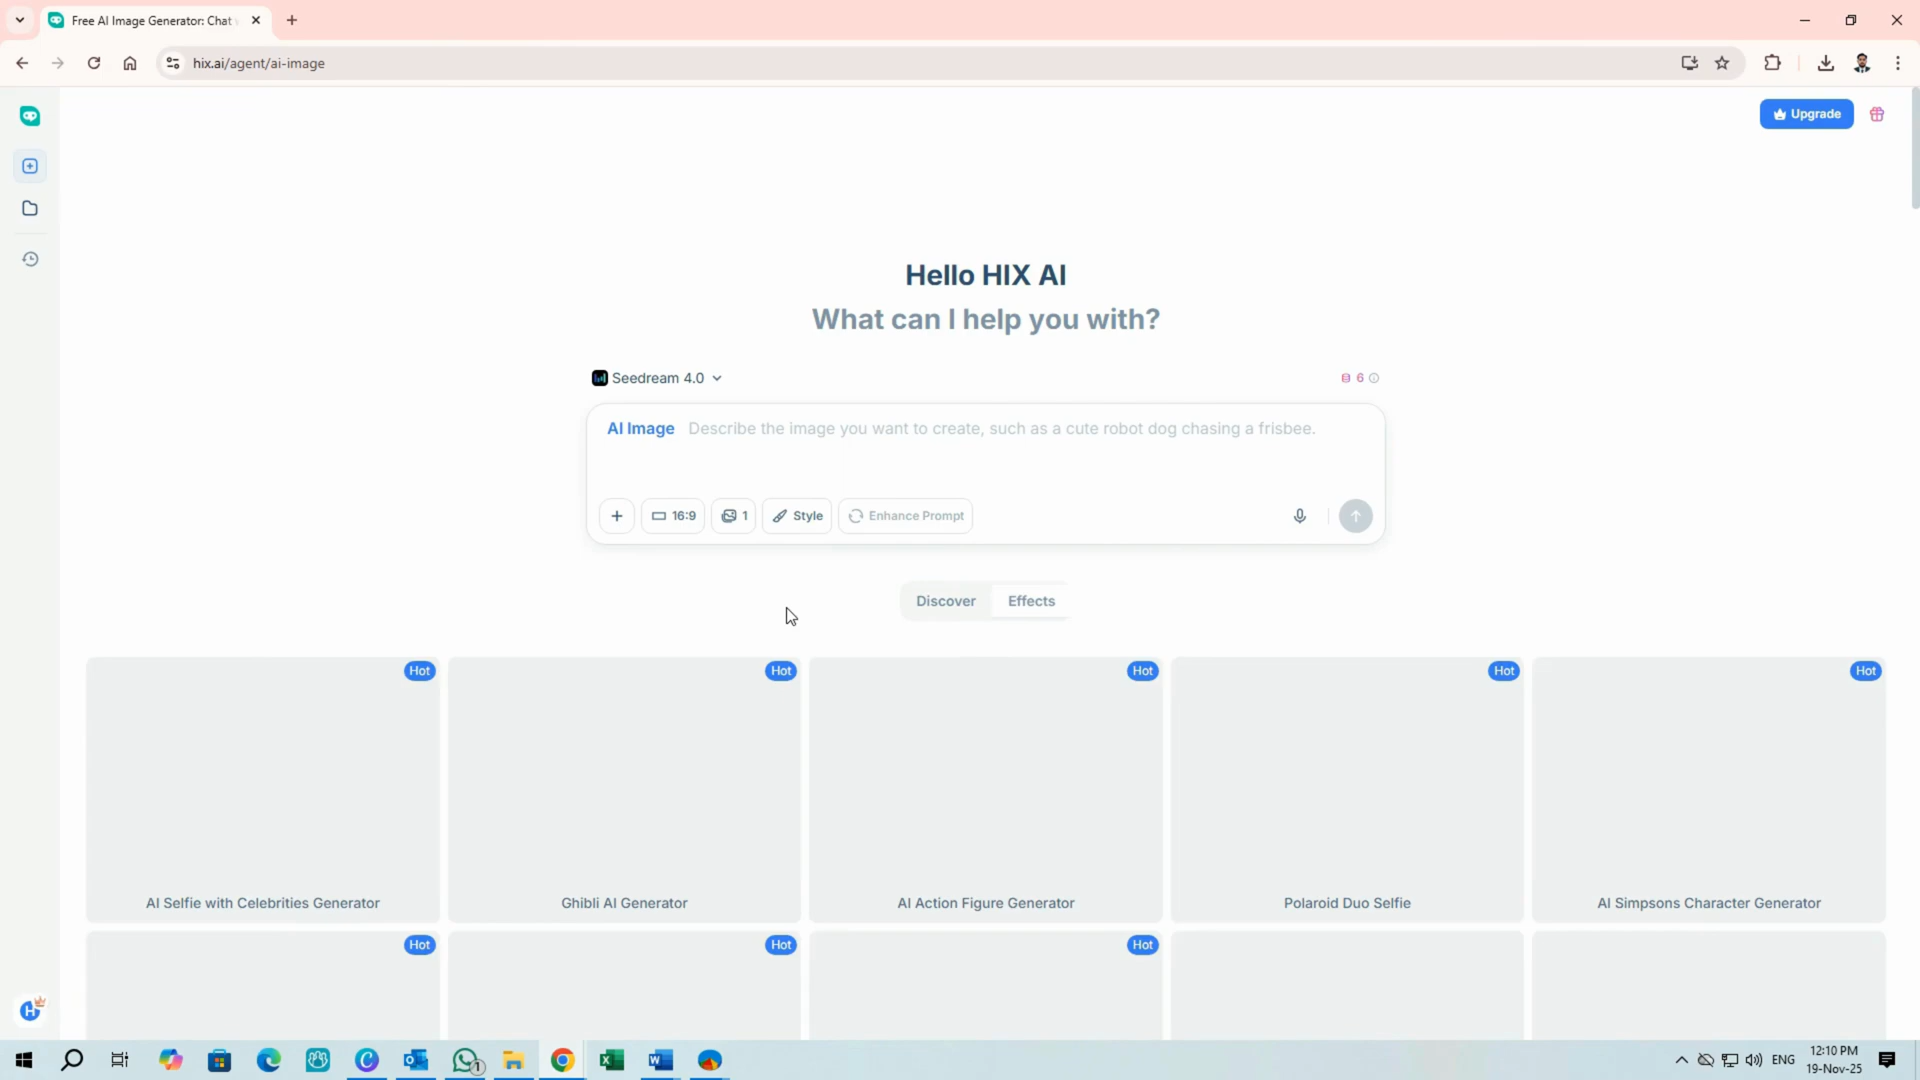 Free AI Image Generator: Chat
hix.ai/agent/ai-image
Upgrade
Hello HIX AI
What can I help you with?
Seedream 4.0
6
AI Image Describe the image you want to create, such as a cute robot dog chasing a frisbee.
16:9
1
Style
Enhance Prompt
Discover
Effects
Hot
Hot
Hot
Hot
Hot
AI Selfie with Celebrities Generator
Ghibli AI Generator
AI Action Figure Generator
Polaroid Duo Selfie
AI Simpsons Character Generator
Hot
Hot
Hot
H
1
ENG
12:10 PM
19-Nov-25